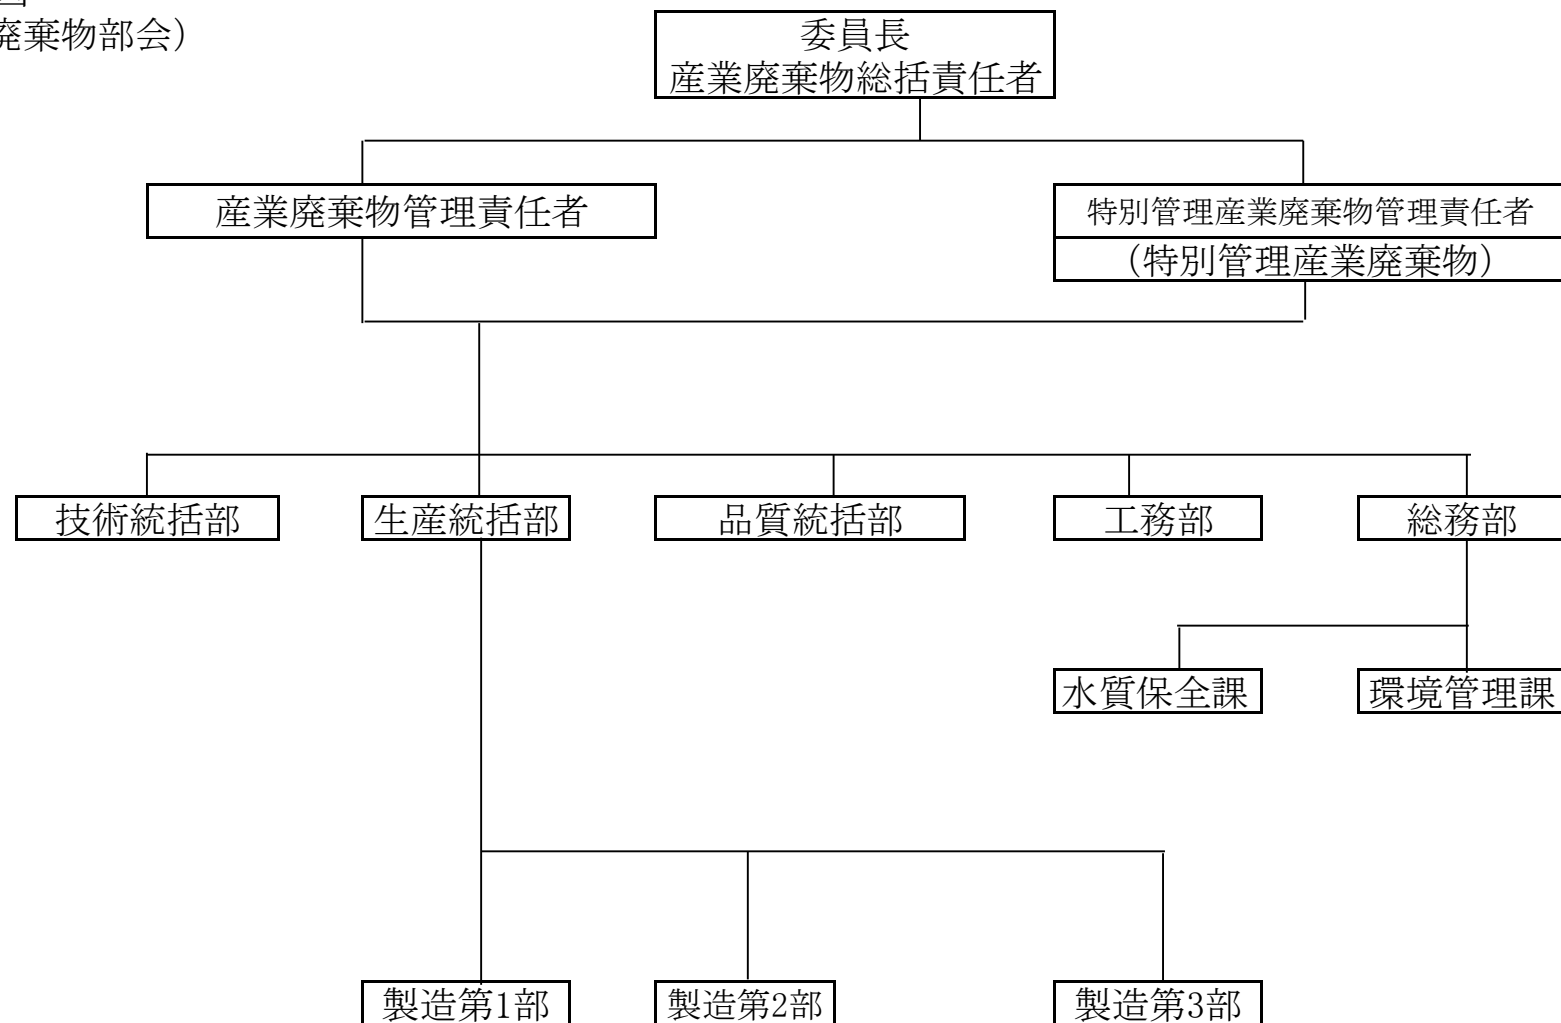 廃棄物部会）
委員長
産業廃棄物総括責任者
産業廃棄物管理責任者
特別管理産業廃棄物管理責任者
（特別管理産業廃棄物）
技術統括部
生産統括部
品質統括部
工務部
総務部
水質保全課
環境管理課
製造第1部
製造第2部
製造第3部